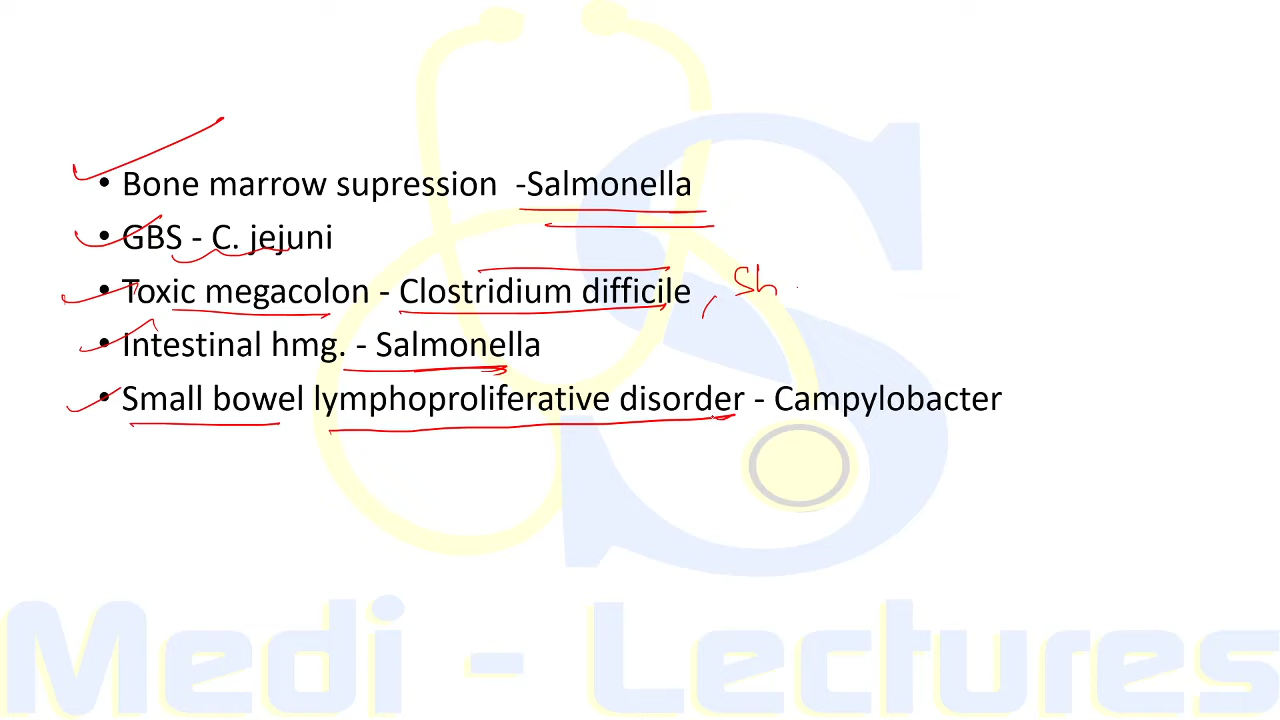 • Bone marrow supression -Salmonella
• GBS - C. jejuni
• Toxic megacolon - Clostridium difficile , Sh
• Intestinal hmg. - Salmonella
• Small bowel lymphoproliferative disorder - Campylobacter
Medi - Lectures